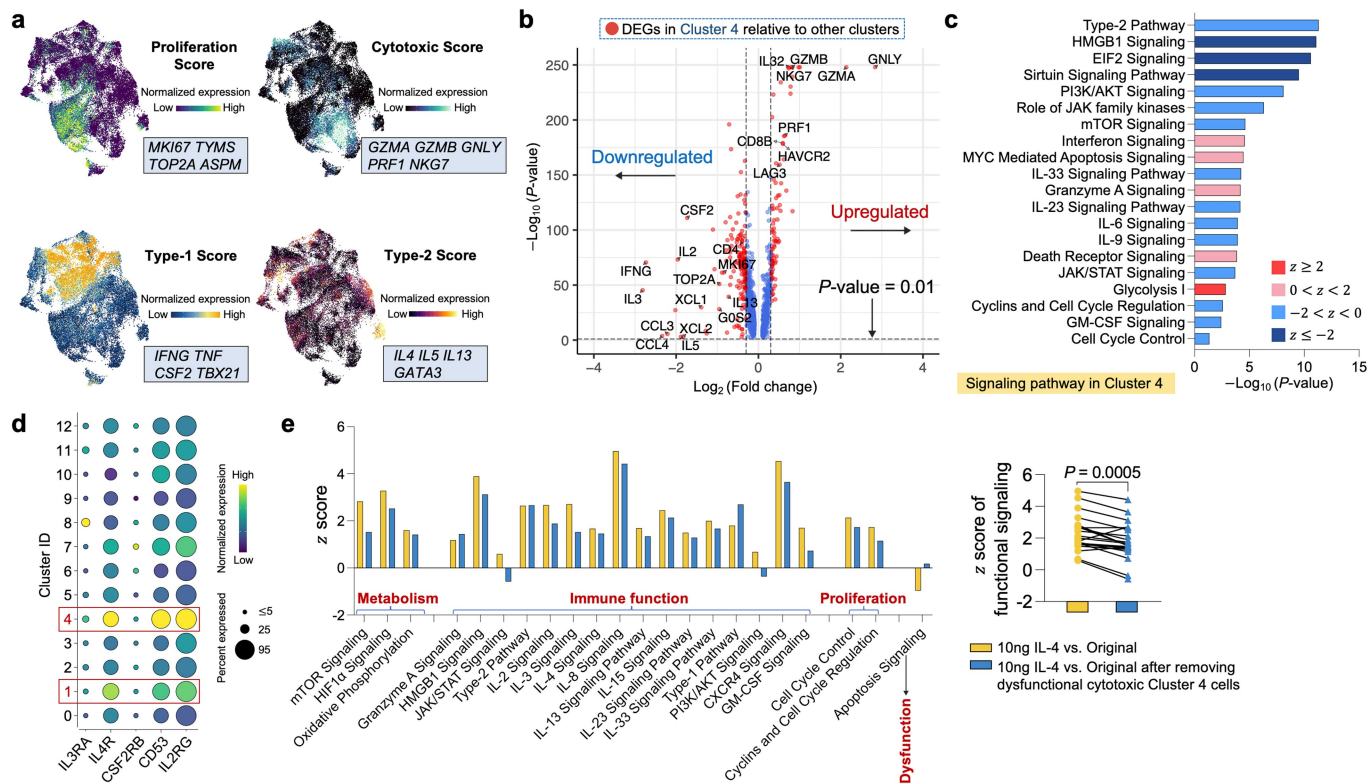 a
Proliferation
Score
Normalized expression
Low High
MKI67 TYMS
TOP2A ASPM
Cytotoxic Score
Normalized expression
Low High
GZMA GZMB GNLY
PRF1 NKG7
Type-1 Score
Normalized expression
Low High
IFNG TNF
CSF2 TBX21
Type-2 Score
Normalized expression
Low High
IL4 IL5 IL13
GATA3
b
DEGs in Cluster 4 relative to other clusters
−Log10 (P-value)
250
200
150
100
50
0
IL32 GZMB GNLY
NKG7 GZMA
PRF1
CD8B
HAVCR2
LAG3
Downregulated
Upregulated
CSF2
IL2
CD4
IFNG
MKI67
TOP2A
IL3
XCL1
IL13
G0S2
CCL3
XCL2
CCL4
IL5
P-value = 0.01
−4 −2 0 2 4
Log2 (Fold change)
c
Type-2 Pathway
HMGB1 Signaling
EIF2 Signaling
Sirtuin Signaling Pathway
PI3K/AKT Signaling
Role of JAK family kinases
mTOR Signaling
Interferon Signaling
MYC Mediated Apoptosis Signaling
IL-33 Signaling Pathway
Granzyme A Signaling
IL-23 Signaling Pathway
IL-6 Signaling
IL-9 Signaling
Death Receptor Signaling
JAK/STAT Signaling
Glycolysis I
Cyclins and Cell Cycle Regulation
GM-CSF Signaling
Cell Cycle Control
z ≥ 2
0 < z < 2
−2 < z < 0
z ≤ −2
0 5 10 15
−Log10 (P-value)
Signaling pathway in Cluster 4
d
Cluster ID
12
11
10
9
8
7
6
5
4
3
2
1
0
IL3RA
IL4R
CSF2RB
CD53
IL2RG
High
Low
Normalized expression
Percent expressed
≤5
25
95
e
z score
6
4
2
0
-2
Metabolism
Immune function
Proliferation
mTOR Signaling
HIF1α Signaling
Oxidative Phosphorylation
Granzyme A Signaling
HMGB1 Signaling
JAK/STAT Signaling
Type-2 Pathway
IL-2 Signaling
IL-3 Signaling
IL-4 Signaling
IL-8 Signaling
IL-13 Signaling Pathway
IL-15 Signaling
IL-23 Signaling Pathway
IL-33 Signaling Pathway
Type-1 Pathway
PI3K/AKT Signaling
CXCR4 Signaling
GM-CSF Signaling
Cell Cycle Control
Cyclins and Cell Cycle Regulation
Apoptosis Signaling
Dysfunction
z score of
functional signaling
6
4
2
0
−2
P = 0.0005
10ng IL-4 vs. Original
10ng IL-4 vs. Original after removing
dysfunctional cytotoxic Cluster 4 cells